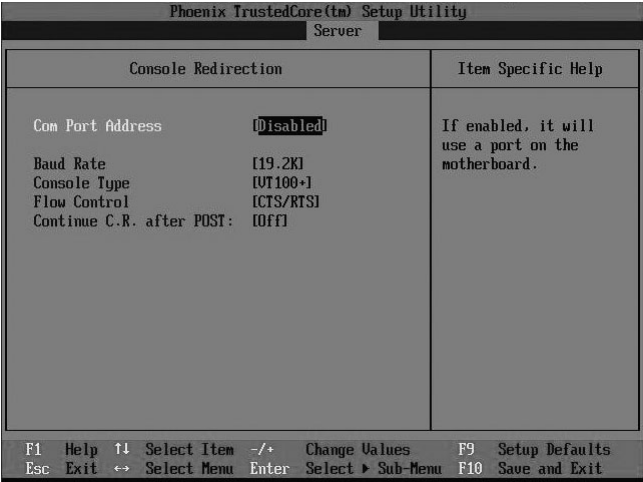 Phoenix TrustedCore(tm) Setup Utility
Server
Console Redirection
Item Specific Help
Com Port Address [Disabled]
Baud Rate [19.2K]
Console Type [VT100+]
Flow Control [CTS/RTS]
Continue C.R. after POST: [Off]
If enabled, it will
use a port on the
motherboard.
F1 Help ↑↓ Select Item -/+ Change Values F9 Setup Defaults
Esc Exit ↔ Select Menu Enter Select ▶ Sub-Menu F10 Save and Exit